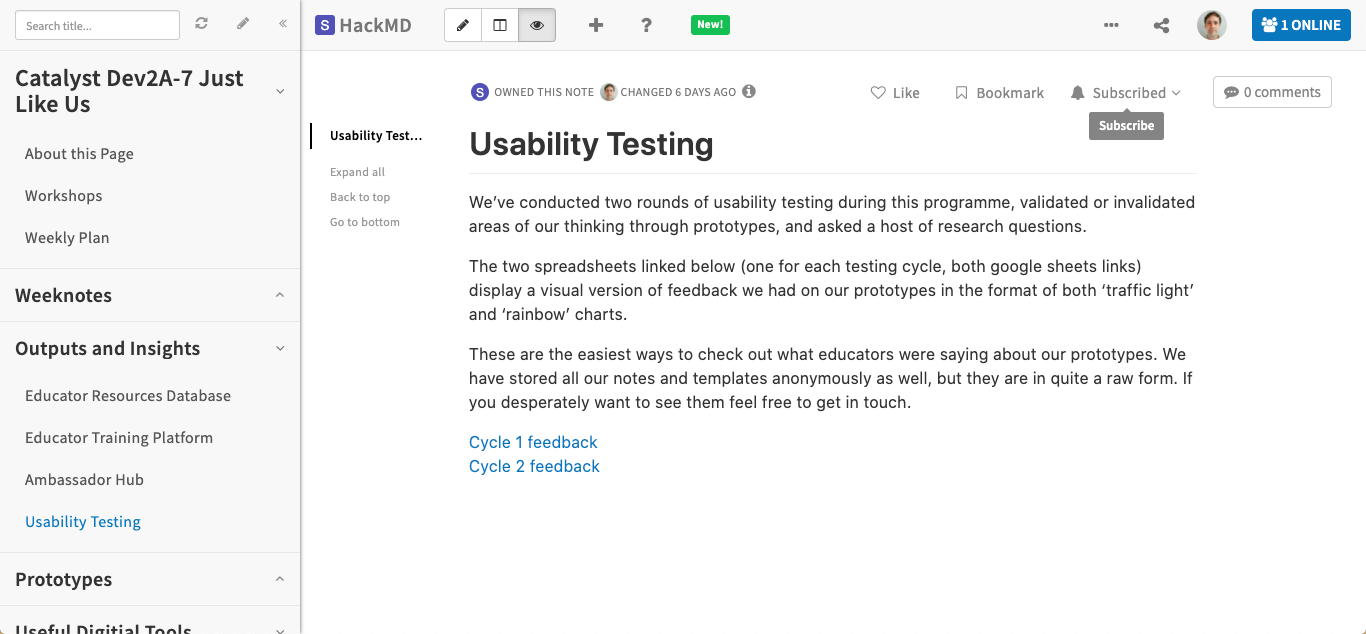 Search title...
Catalyst Dev2A-7 Just
Like Us
About this Page
Workshops
Weekly Plan
Weeknotes
Outputs and Insights
Educator Resources Database
Educator Training Platform
Ambassador Hub
Usability Testing
Prototypes
Useful Digitial Tools
S HackMD
New!
1 ONLINE
S OWNED THIS NOTE CHANGED 6 DAYS AGO
Like
Bookmark
Subscribed
0 comments
Subscribe
Usability Test...
Expand all
Back to top
Go to bottom
Usability Testing
We’ve conducted two rounds of usability testing during this programme, validated or invalidated
areas of our thinking through prototypes, and asked a host of research questions.
The two spreadsheets linked below (one for each testing cycle, both google sheets links)
display a visual version of feedback we had on our prototypes in the format of both ‘traffic light’
and ‘rainbow’ charts.
These are the easiest ways to check out what educators were saying about our prototypes. We
have stored all our notes and templates anonymously as well, but they are in quite a raw form. If
you desperately want to see them feel free to get in touch.
Cycle 1 feedback
Cycle 2 feedback